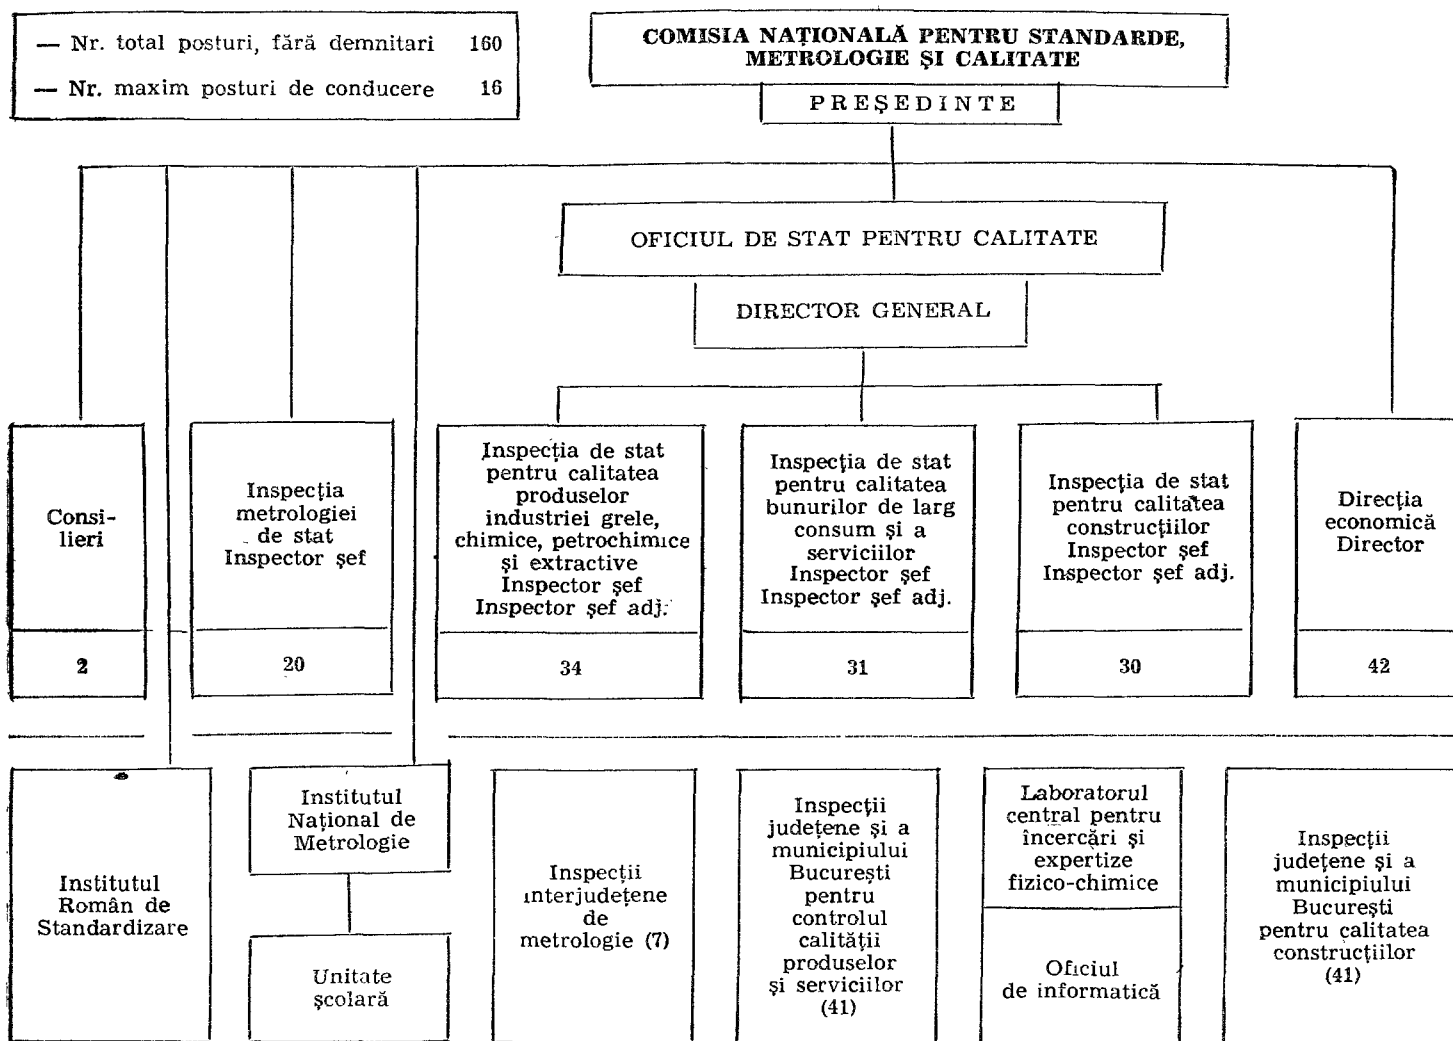 — Nr. total posturi, fără demnitari 160
— Nr. maxim posturi de conducere 16
COMISIA NAȚIONALĂ PENTRU STANDARDE,
METROLOGIE ȘI CALITATE
PREȘEDINTE
OFICIUL DE STAT PENTRU CALITATE
DIRECTOR GENERAL
Consi-
lieri
2
Inspecția
metrologiei
de stat
Inspector șef
20
Inspecția de stat
pentru calitatea
produselor
industriei grele,
chimice, petrochimice
și extractive
Inspector șef
Inspector șef adj.
34
Inspecția de stat
pentru calitatea
bunurilor de larg
consum și a
serviciilor
Inspector șef
Inspector șef adj.
31
Inspecția de stat
pentru calitatea
construcțiilor
Inspector șef
Inspector șef adj.
30
Direcția
economică
Director
42
Institutul
Român de
Standardizare
Institutul
Național de
Metrologie
Unitate
școlară
Inspecții
interjudețene
de
metrologie (7)
Inspecții
județene și a
municipiului
București
pentru
controlul
calității
produselor
și serviciilor
(41)
Laboratorul
central pentru
încercări și
expertize
fizico-chimice
Oficiul
de informatică
Inspecții
județene și a
municipiului
București
pentru calitatea
construcțiilor
(41)